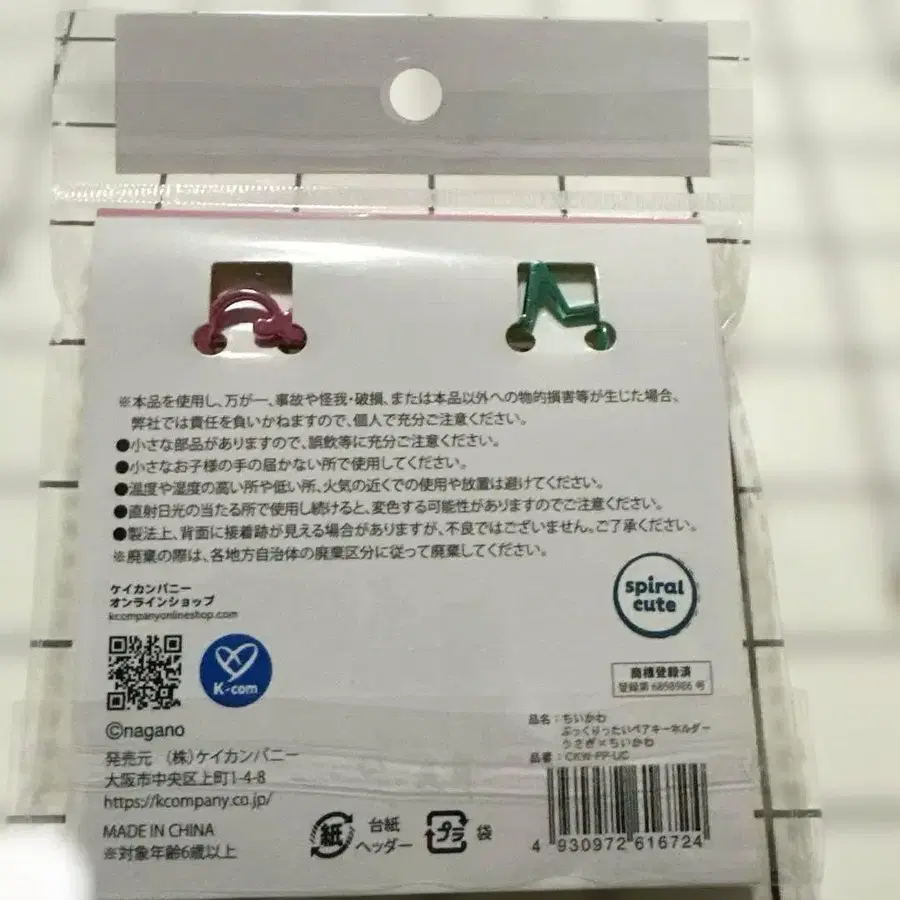 ※本品を使用し、万が一、事故や怪我・破損、または本品以外への物的損害等が生じた場合、
弊社では責任を負いかねますので、個人で充分ご注意ください。
●小さな部品がありますので、誤飲等に充分ご注意ください。
●小さなお子様の手の届かない所で使用してください。
●温度や湿度の高い所や低い所、火気の近くでの使用や放置は避けてください。
●直射日光の当たる所で使用し続けると、変色する可能性がありますのでご注意ください。
●製法上、背面に接着跡が見える場合がありますが、不良ではございません。ご了承ください。
※廃棄の際は、各地方自治体の廃棄区分に従って廃棄してください。
ケイカンパニー
オンラインショップ
kcompanyonlineshop.com
spiral
cute
K-com
商標登録済
登録第6858986号
©nagano
発売元 (株)ケイカンパニー
大阪市中央区上町1-4-8
https://kcompany.co.jp/
MADE IN CHINA
※対象年齢6歳以上
品名：ちいかわ
ぷっくりったいペアキーホルダー
うさぎ×ちいかわ
品番：CKW-PP-UC
紙
台紙
ヘッダー
プラ
袋
4 930972 616724